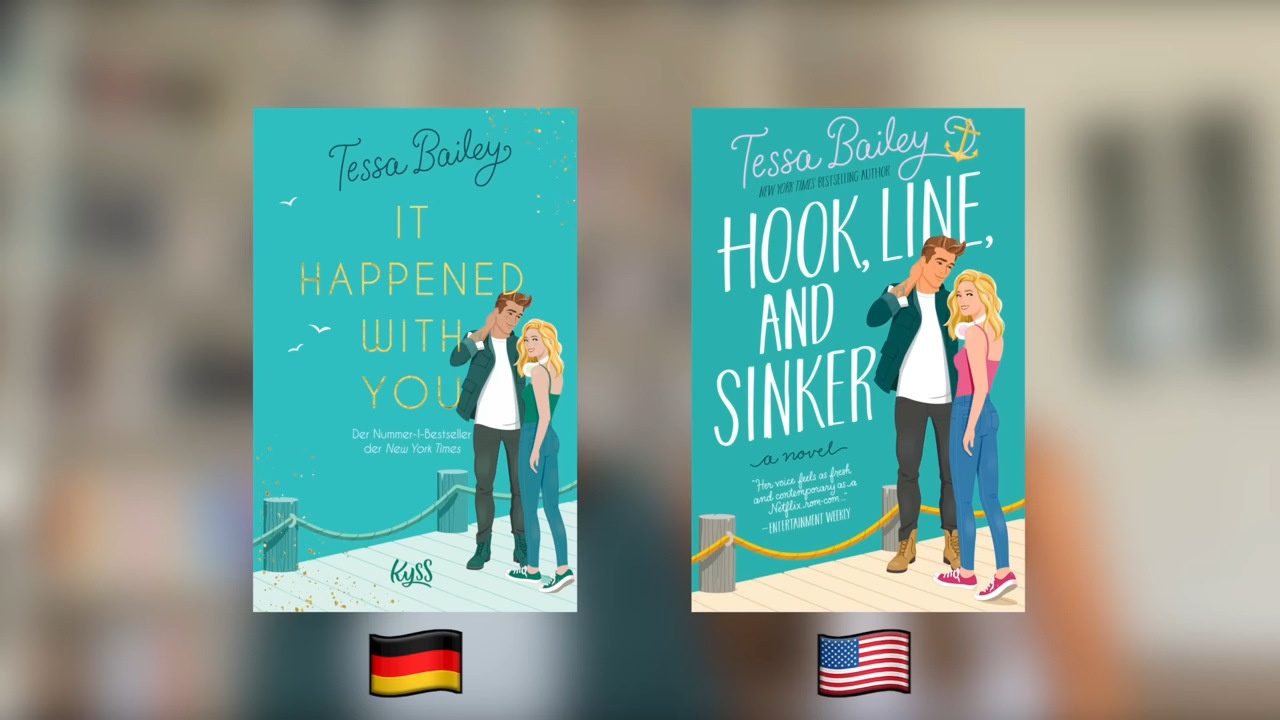 Tessa Bailey
IT
HAPPENED
WITH
YOU
Der Nummer-1-Bestseller
der New York Times
Kyss
Tessa Bailey
NEW YORK TIMES BESTSELLING AUTHOR
HOOK, LINE,
AND
SINKER
a novel
"Her voice feels as fresh
and contemporary as a
Netflix rom-com..."
—ENTERTAINMENT WEEKLY